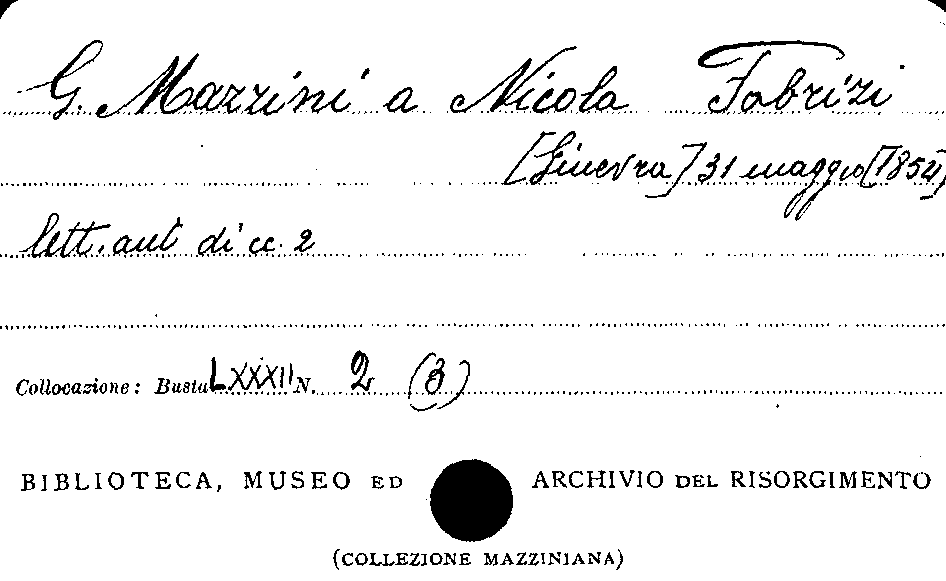 G. Mazzini a Nicola Fabrizi
[Ginevra] 31 maggio [1854]
lett. aut di cc. 2
Collocazione: Busta LXXXII N. 2 (3)
BIBLIOTECA, MUSEO ED ARCHIVIO DEL RISORGIMENTO
(COLLEZIONE MAZZINIANA)